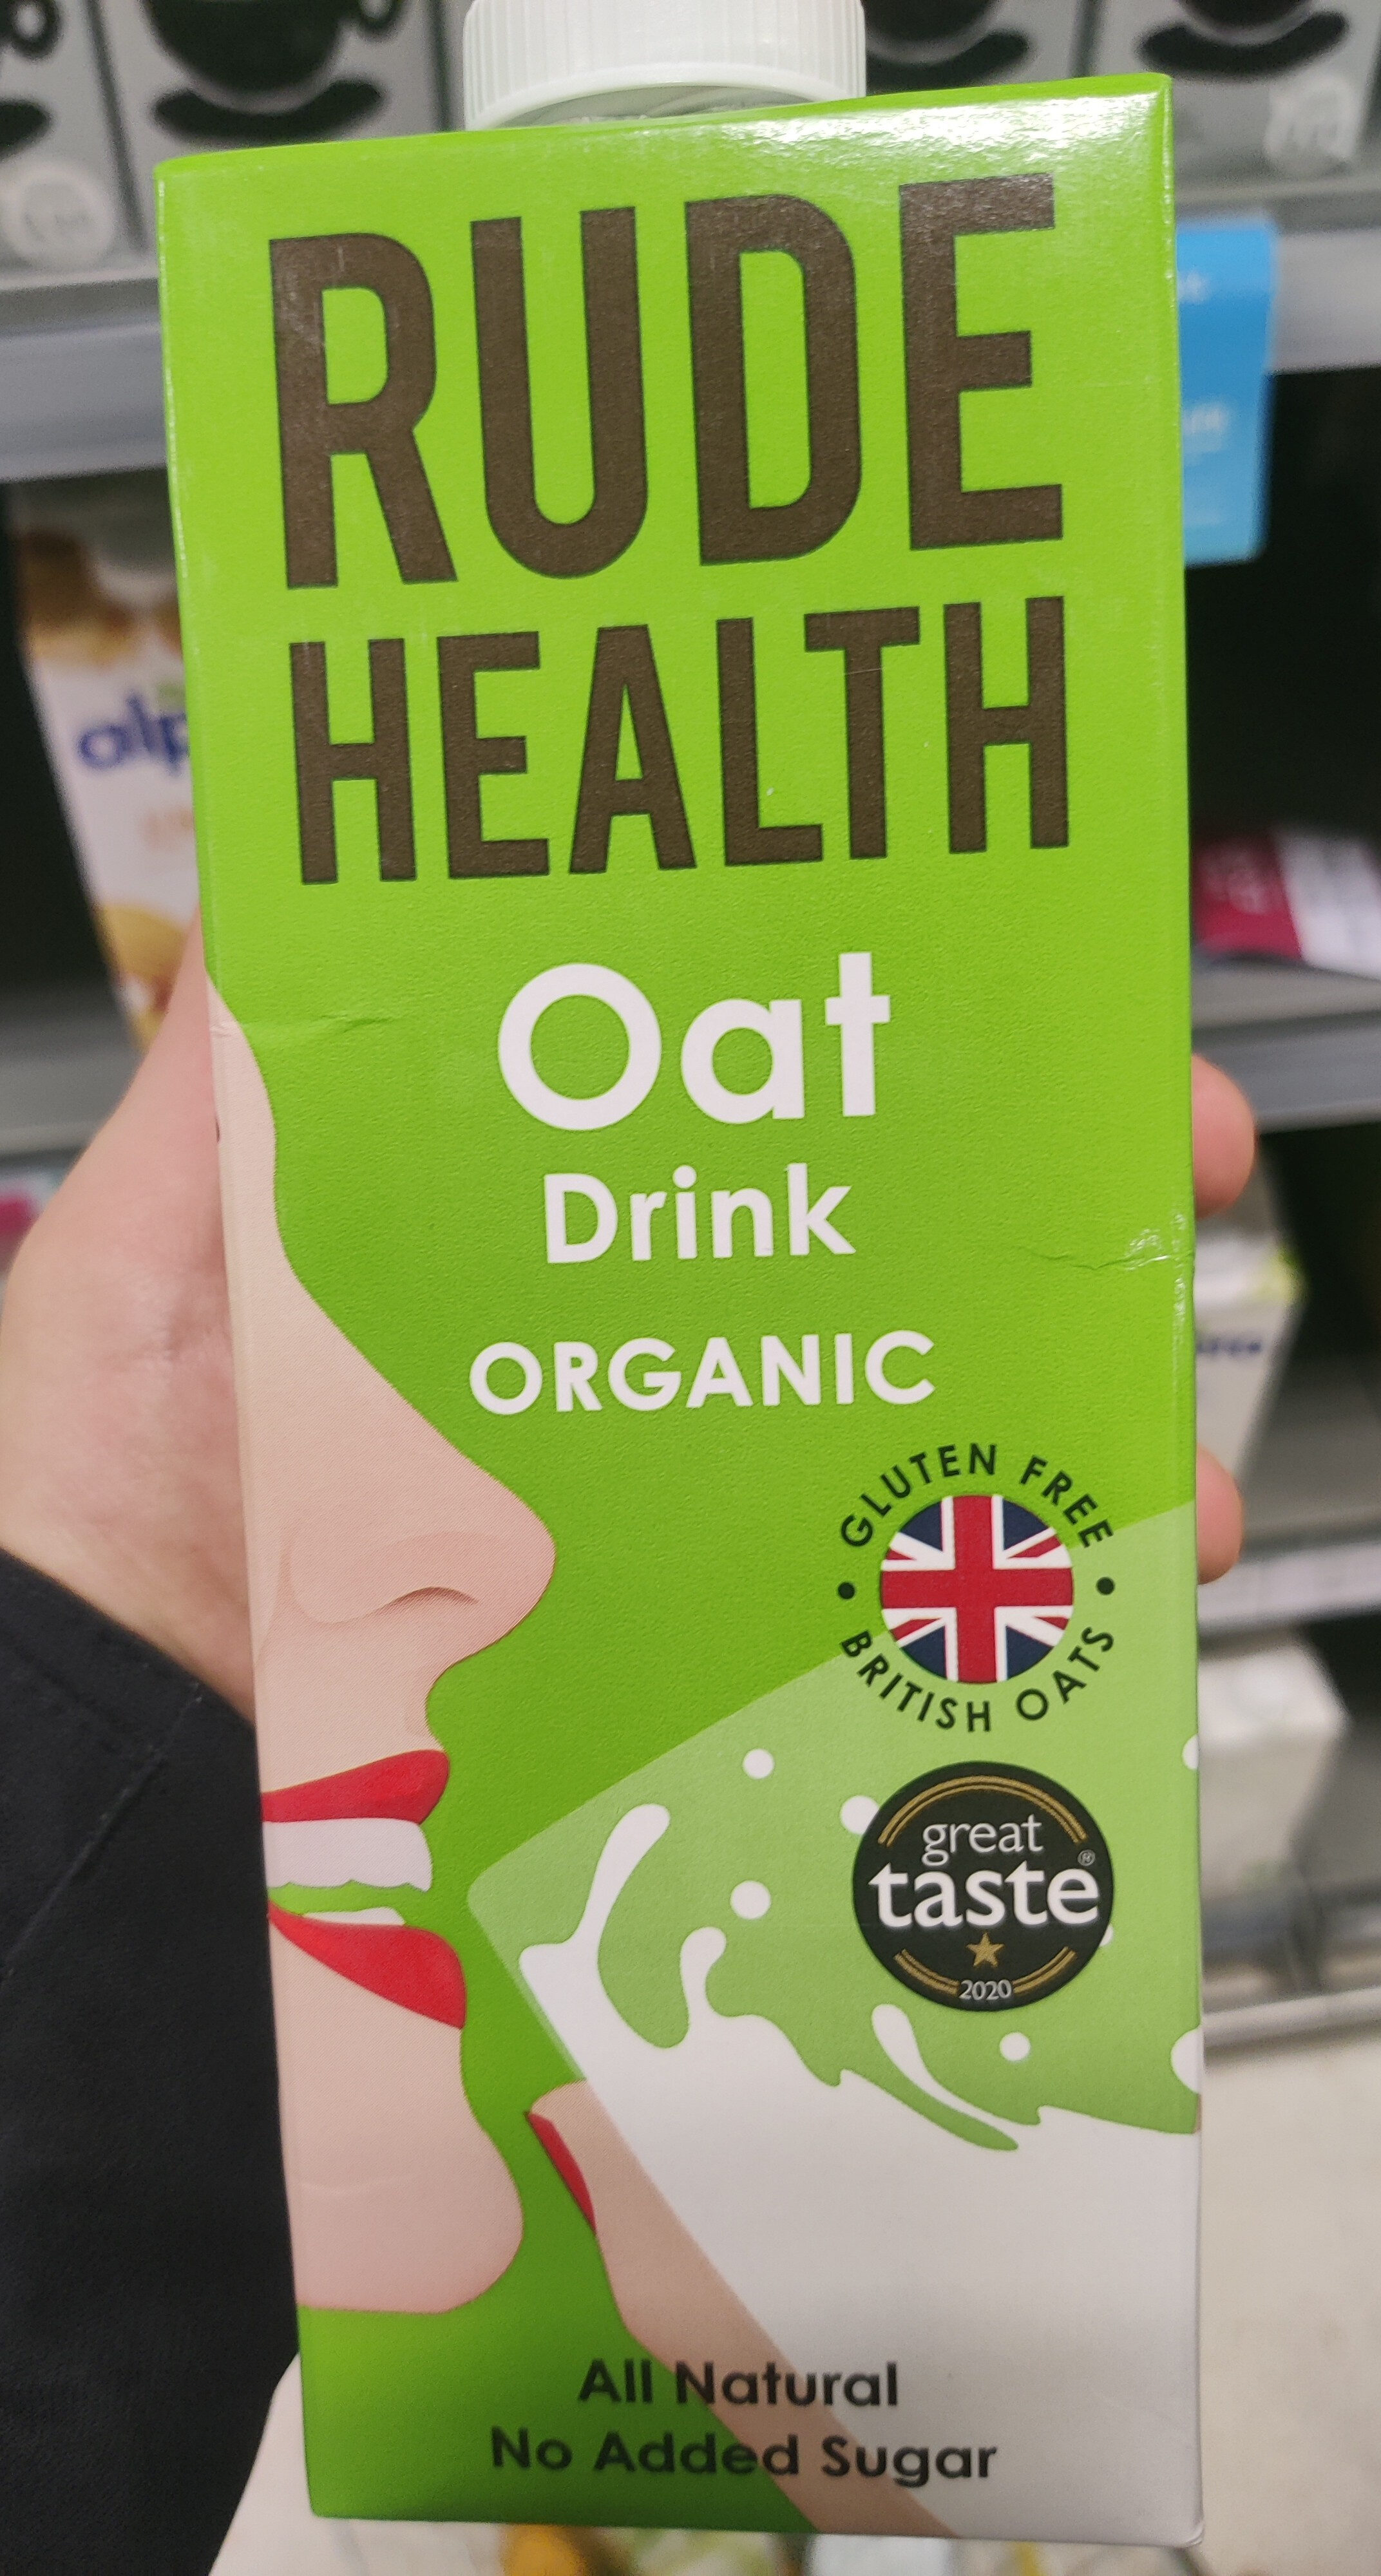 RUDE
HEALTH
Oat
Drink
ORGANIC
GLUTEN FREE
• BRITISH OATS •
great
taste®
2020
All Natural
No Added Sugar